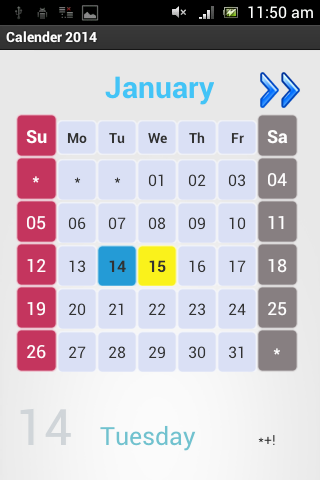 11:50 am
Calender 2014
January
Su Mo Tu We Th Fr Sa
* * * 01 02 03 04
05 06 07 08 09 10 11
12 13 14 15 16 17 18
19 20 21 22 23 24 25
26 27 28 29 30 31 *
14 Tuesday *+!